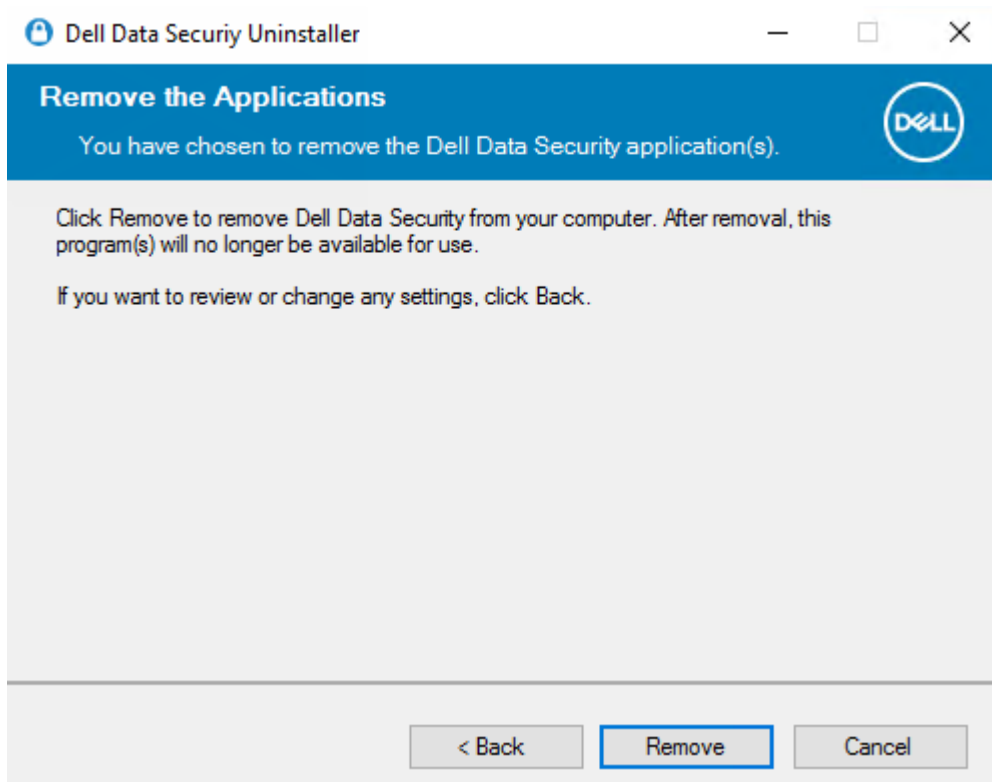 Dell Data Securiy Uninstaller
Remove the Applications
You have chosen to remove the Dell Data Security application(s).
DELL
Click Remove to remove Dell Data Security from your computer. After removal, this
program(s) will no longer be available for use.
If you want to review or change any settings, click Back.
< Back
Remove
Cancel